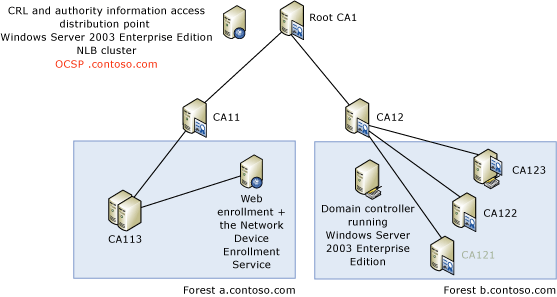 CRL and authority information access
distribution point
Windows Server 2003 Enterprise Edition
NLB cluster
OCSP .contoso.com
Root CA1
CA11
CA12
CA113
Web
enrollment +
the Network
Device
Enrollment
Service
Domain controller
running
Windows Server
2003 Enterprise
Edition
CA123
CA122
CA121
Forest a.contoso.com
Forest b.contoso.com